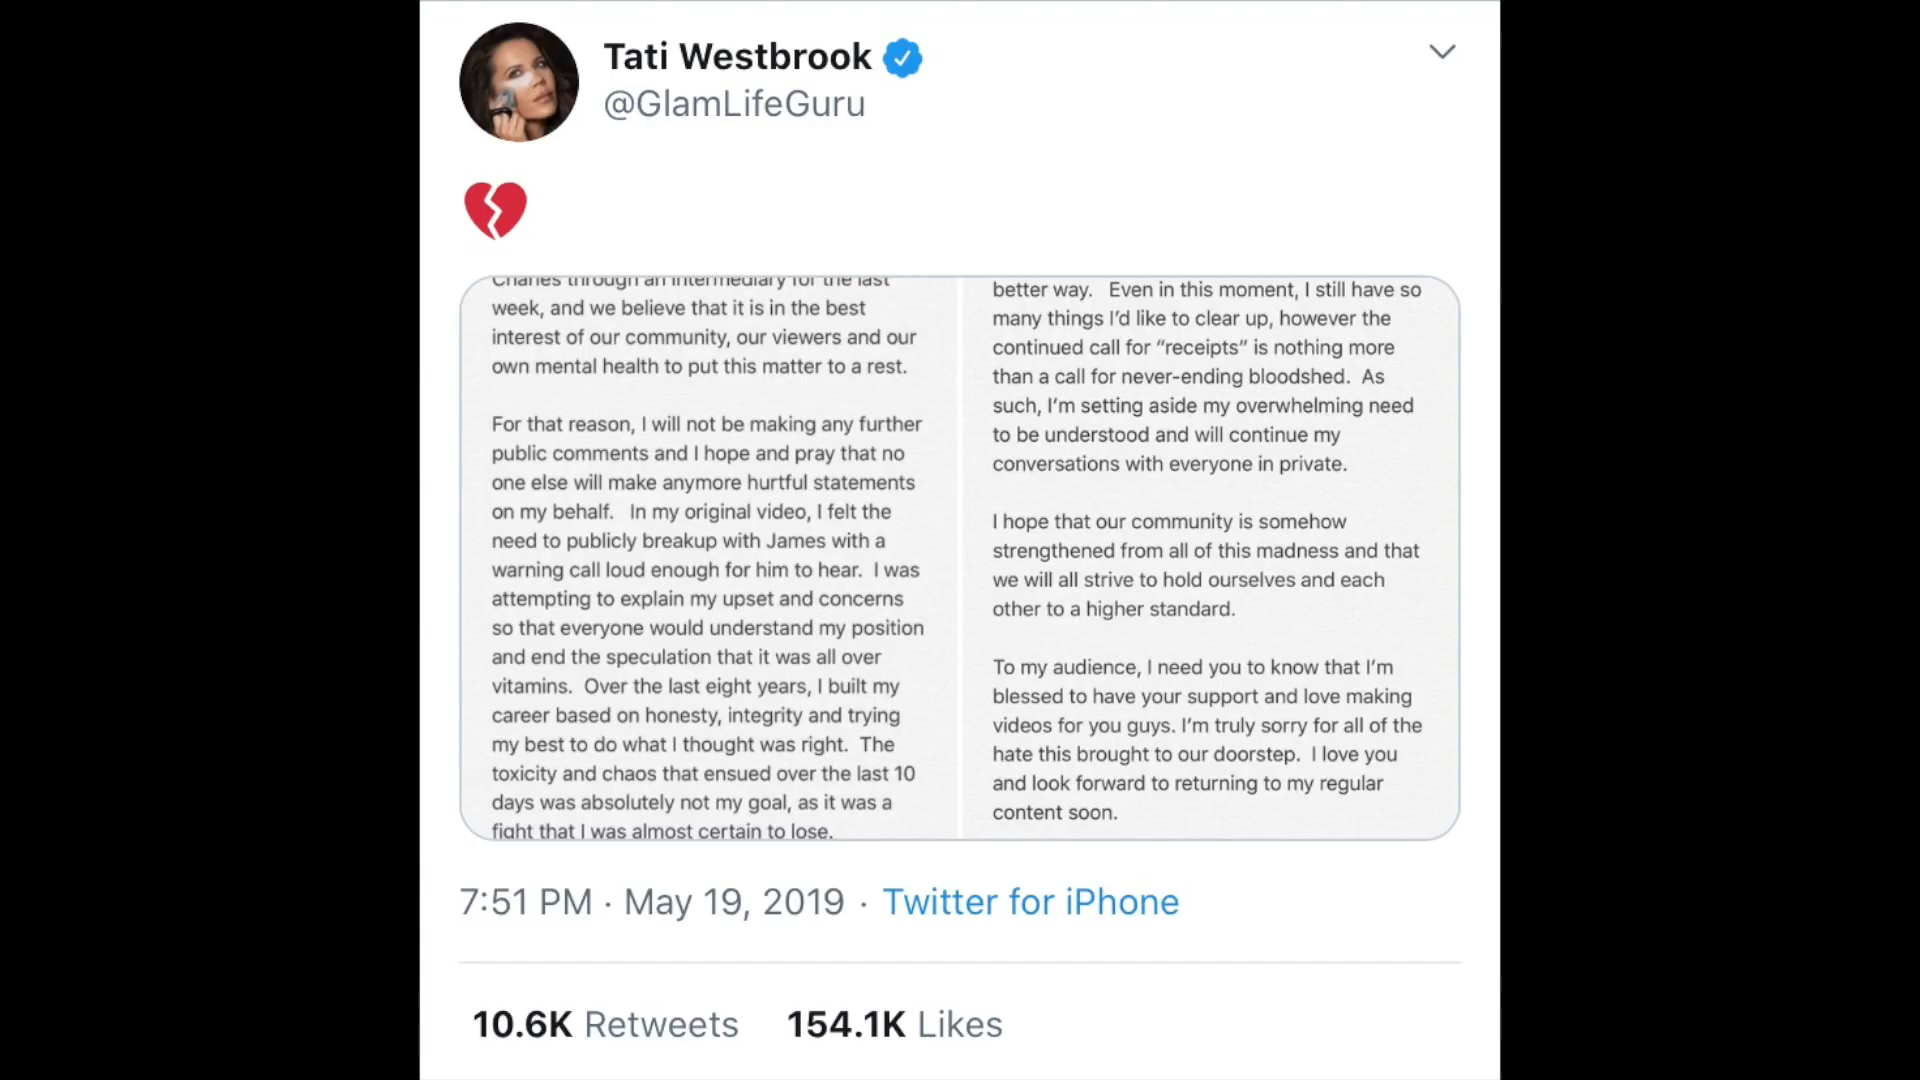 Tati Westbrook
@GlamLifeGuru
Charles through an intermediary for the last
week, and we believe that it is in the best
interest of our community, our viewers and our
own mental health to put this matter to a rest.
For that reason, I will not be making any further
public comments and I hope and pray that no
one else will make anymore hurtful statements
on my behalf.   In my original video, I felt the
need to publicly breakup with James with a
warning call loud enough for him to hear.  I was
attempting to explain my upset and concerns
so that everyone would understand my position
and end the speculation that it was all over
vitamins.  Over the last eight years, I built my
career based on honesty, integrity and trying
my best to do what I thought was right.  The
toxicity and chaos that ensued over the last 10
days was absolutely not my goal, as it was a
fight that I was almost certain to lose.
better way.   Even in this moment, I still have so
many things I’d like to clear up, however the
continued call for “receipts” is nothing more
than a call for never-ending bloodshed.  As
such, I’m setting aside my overwhelming need
to be understood and will continue my
conversations with everyone in private.
I hope that our community is somehow
strengthened from all of this madness and that
we will all strive to hold ourselves and each
other to a higher standard.
To my audience, I need you to know that I’m
blessed to have your support and love making
videos for you guys. I’m truly sorry for all of the
hate this brought to our doorstep.  I love you
and look forward to returning to my regular
content soon.
7:51 PM · May 19, 2019 · Twitter for iPhone
10.6K Retweets 154.1K Likes